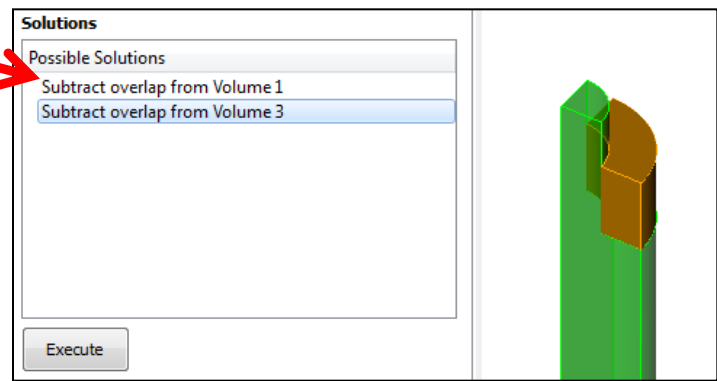 Solutions
Possible Solutions
Subtract overlap from Volume 1
Subtract overlap from Volume 3
Execute